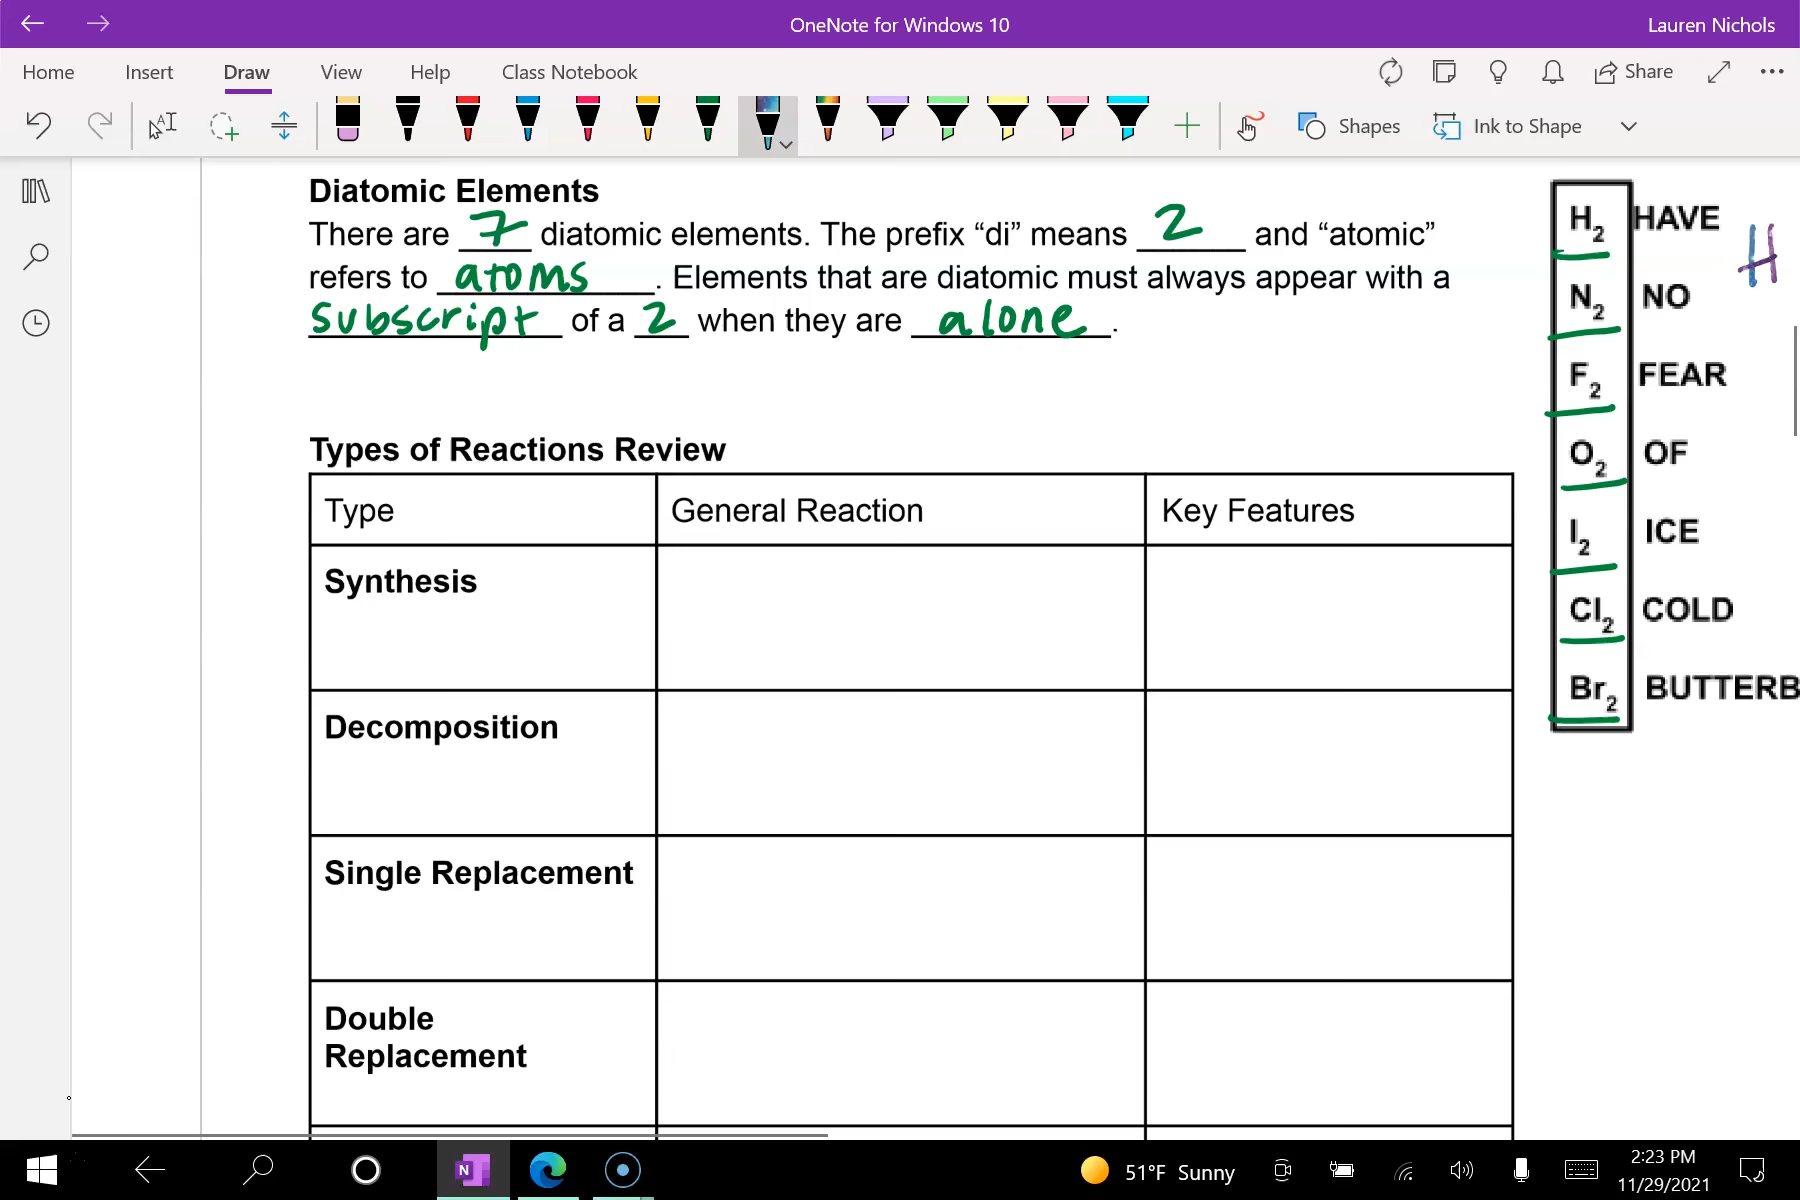 OneNote for Windows 10
Lauren Nichols
Home Insert Draw View Help Class Notebook
Share
Shapes
Ink to Shape
Diatomic Elements
There are 7 diatomic elements. The prefix “di” means 2 and “atomic”
refers to atoms. Elements that are diatomic must always appear with a
subscript of a 2 when they are alone.
H2 HAVE
H
N2 NO
F2 FEAR
O2 OF
I2 ICE
Cl2 COLD
Br2 BUTTERB
Types of Reactions Review
Type General Reaction Key Features
Synthesis
Decomposition
Single Replacement
Double
Replacement
51°F Sunny
2:23 PM
11/29/2021